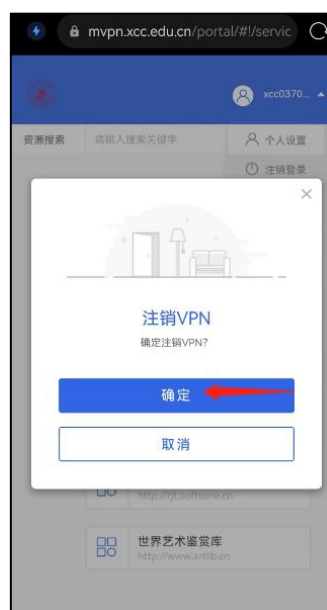 mvpn.xcc.edu.cn/portal/#!/servic
xcc0370...
资源搜索
请输入搜索关键字
个人设置
注销登录
注销VPN
确定注销VPN?
确定
取消
http://rjt.softtone.cn
世界艺术鉴赏库
http://www.artlib.cn